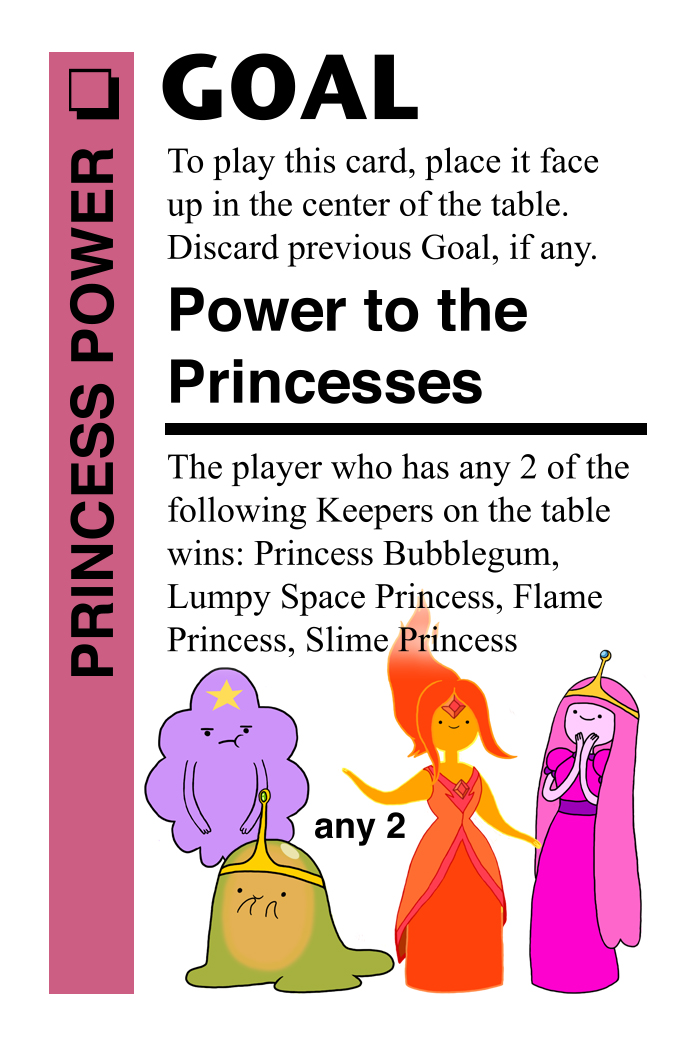 PRINCESS POWER
GOAL
To play this card, place it face
up in the center of the table.
Discard previous Goal, if any.
Power to the
Princesses
The player who has any 2 of the
following Keepers on the table
wins: Princess Bubblegum,
Lumpy Space Princess, Flame
Princess, Slime Princess
any 2